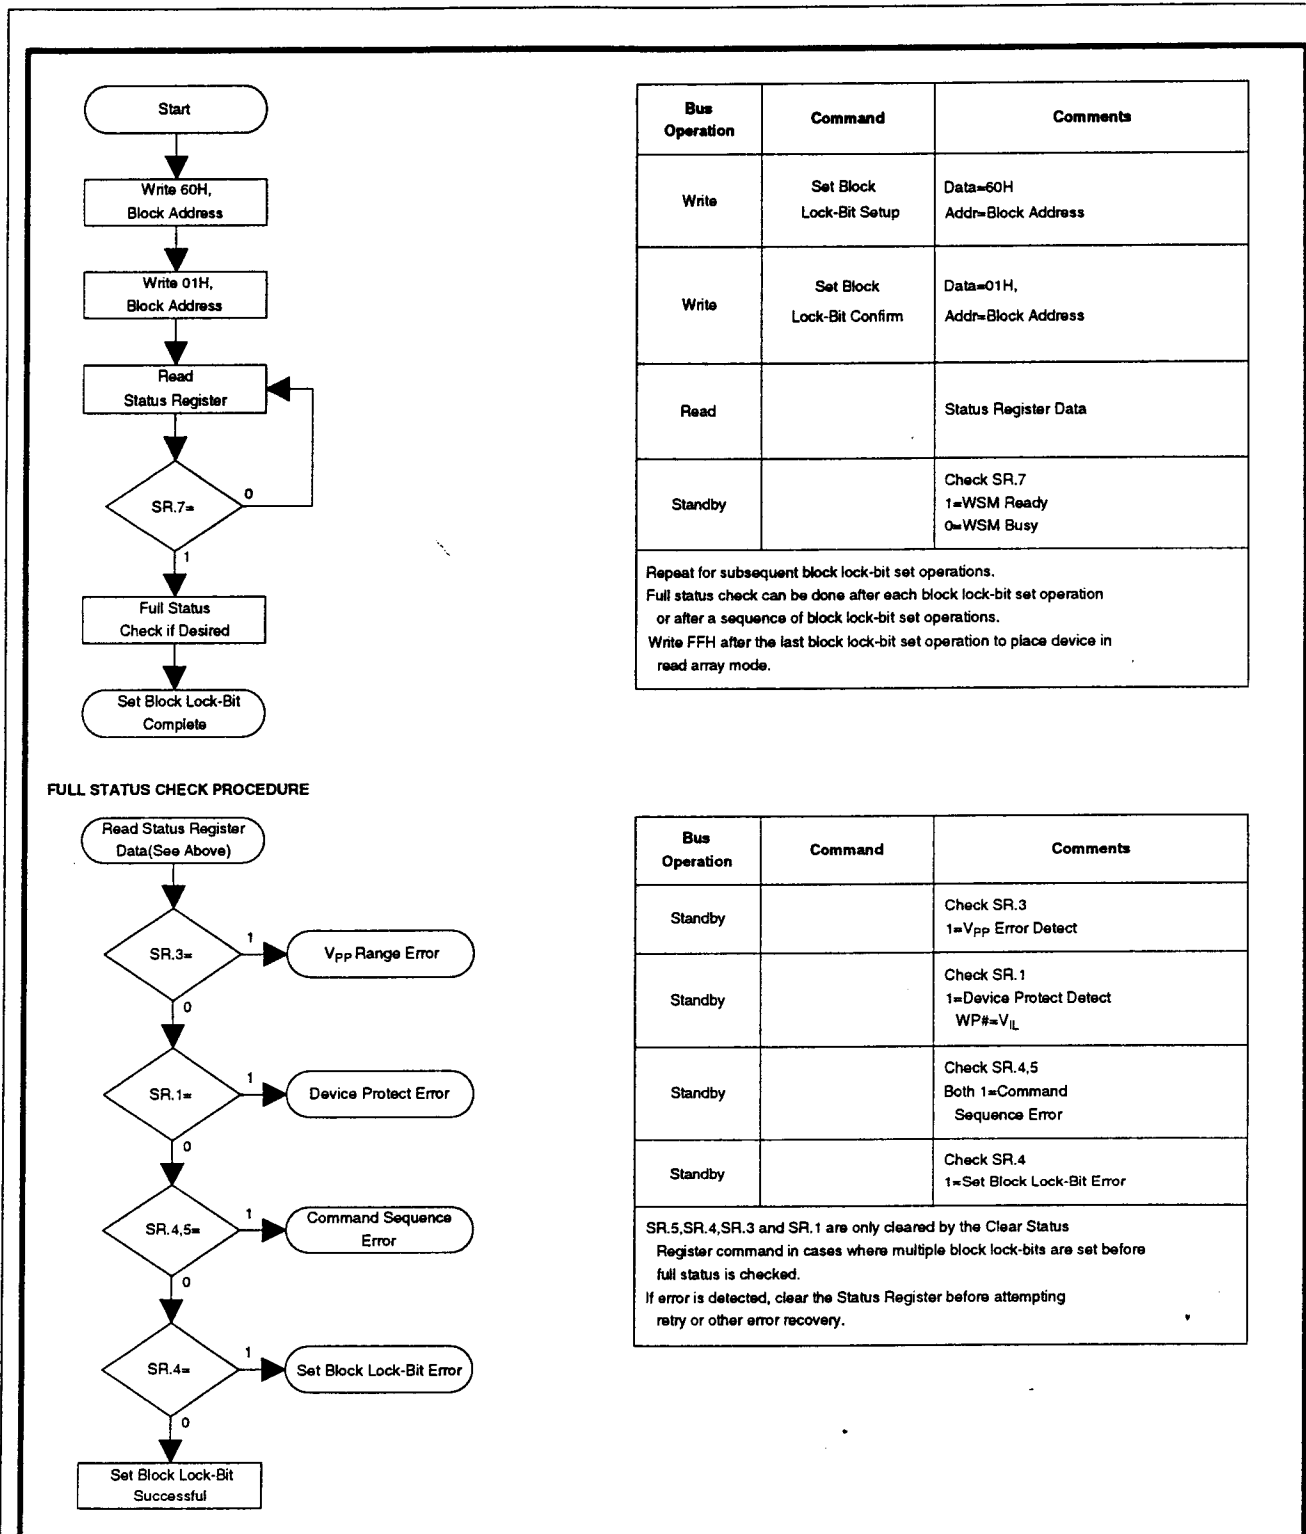 Start
Write 60H,
Block Address
Write 01H,
Block Address
Read
Status Register
SR.7=
0
1
Full Status
Check if Desired
Set Block Lock-Bit
Complete
Bus
Operation
Command
Comments
Write
Set Block
Lock-Bit Setup
Data=60H
Addr=Block Address
Write
Set Block
Lock-Bit Confirm
Data=01H,
Addr=Block Address
Read
Status Register Data
Standby
Check SR.7
1=WSM Ready
0=WSM Busy
Repeat for subsequent block lock-bit set operations.
Full status check can be done after each block lock-bit set operation
or after a sequence of block lock-bit set operations.
Write FFH after the last block lock-bit set operation to place device in
read array mode.
FULL STATUS CHECK PROCEDURE
Read Status Register
Data(See Above)
SR.3=
1
VPP Range Error
0
SR.1=
1
Device Protect Error
0
SR.4,5=
1
Command Sequence
Error
0
SR.4=
1
Set Block Lock-Bit Error
0
Set Block Lock-Bit
Successful
Bus
Operation
Command
Comments
Standby
Check SR.3
1=VPP Error Detect
Standby
Check SR.1
1=Device Protect Detect
WP#=VIL
Standby
Check SR.4,5
Both 1=Command
Sequence Error
Standby
Check SR.4
1=Set Block Lock-Bit Error
SR.5,SR.4,SR.3 and SR.1 are only cleared by the Clear Status
Register command in cases where multiple block lock-bits are set before
full status is checked.
If error is detected, clear the Status Register before attempting
retry or other error recovery.